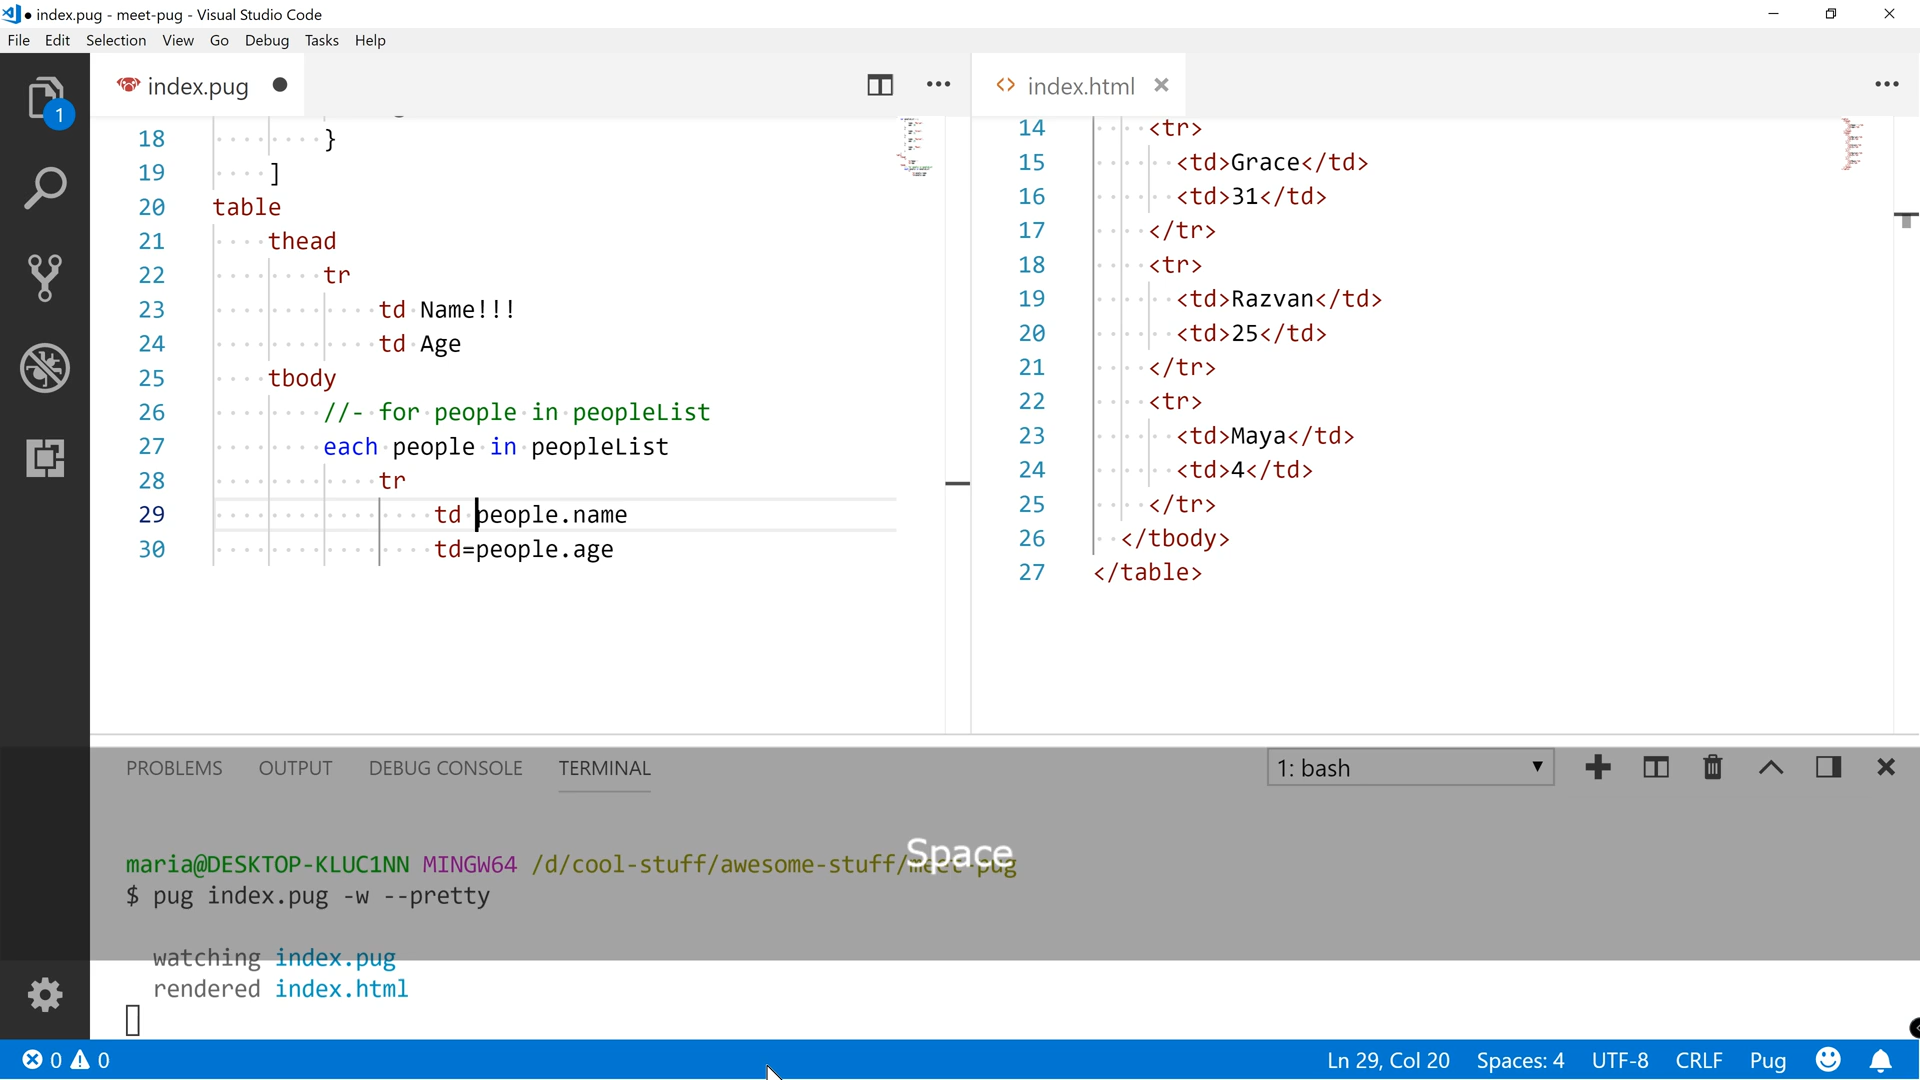 index.pug - meet-pug - Visual Studio Code
File Edit Selection View Go Debug Tasks Help
1
index.pug
18 }
19 ]
20 table
21 thead
22 tr
23 td Name!!!
24 td Age
25 tbody
26 //- for people in peopleList
27 each people in peopleList
28 tr
29 td people.name
30 td=people.age
index.html
14 <tr>
15 <td>Grace</td>
16 <td>31</td>
17 </tr>
18 <tr>
19 <td>Razvan</td>
20 <td>25</td>
21 </tr>
22 <tr>
23 <td>Maya</td>
24 <td>4</td>
25 </tr>
26 </tbody>
27 </table>
PROBLEMS OUTPUT DEBUG CONSOLE TERMINAL 1: bash
Space
maria@DESKTOP-KLUC1NN MINGW64 /d/cool-stuff/awesome-stuff/meet-pug
$ pug index.pug -w --pretty
watching index.pug
rendered index.html
0 0 Ln 29, Col 20 Spaces: 4 UTF-8 CRLF Pug